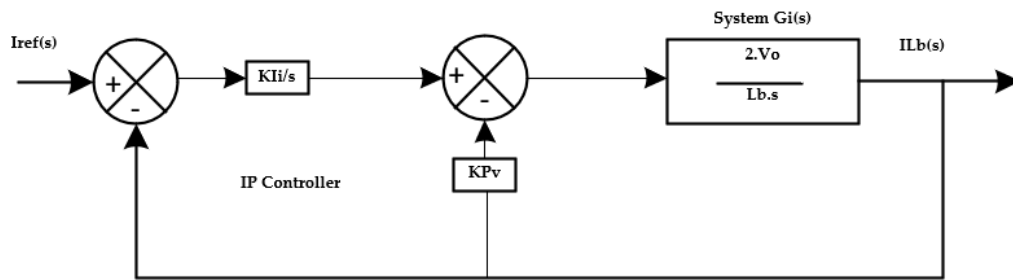 System Gi(s)
Iref(s)
ILb(s)
+
-
KIi/s
+
-
2.Vo
Lb.s
KPv
IP Controller